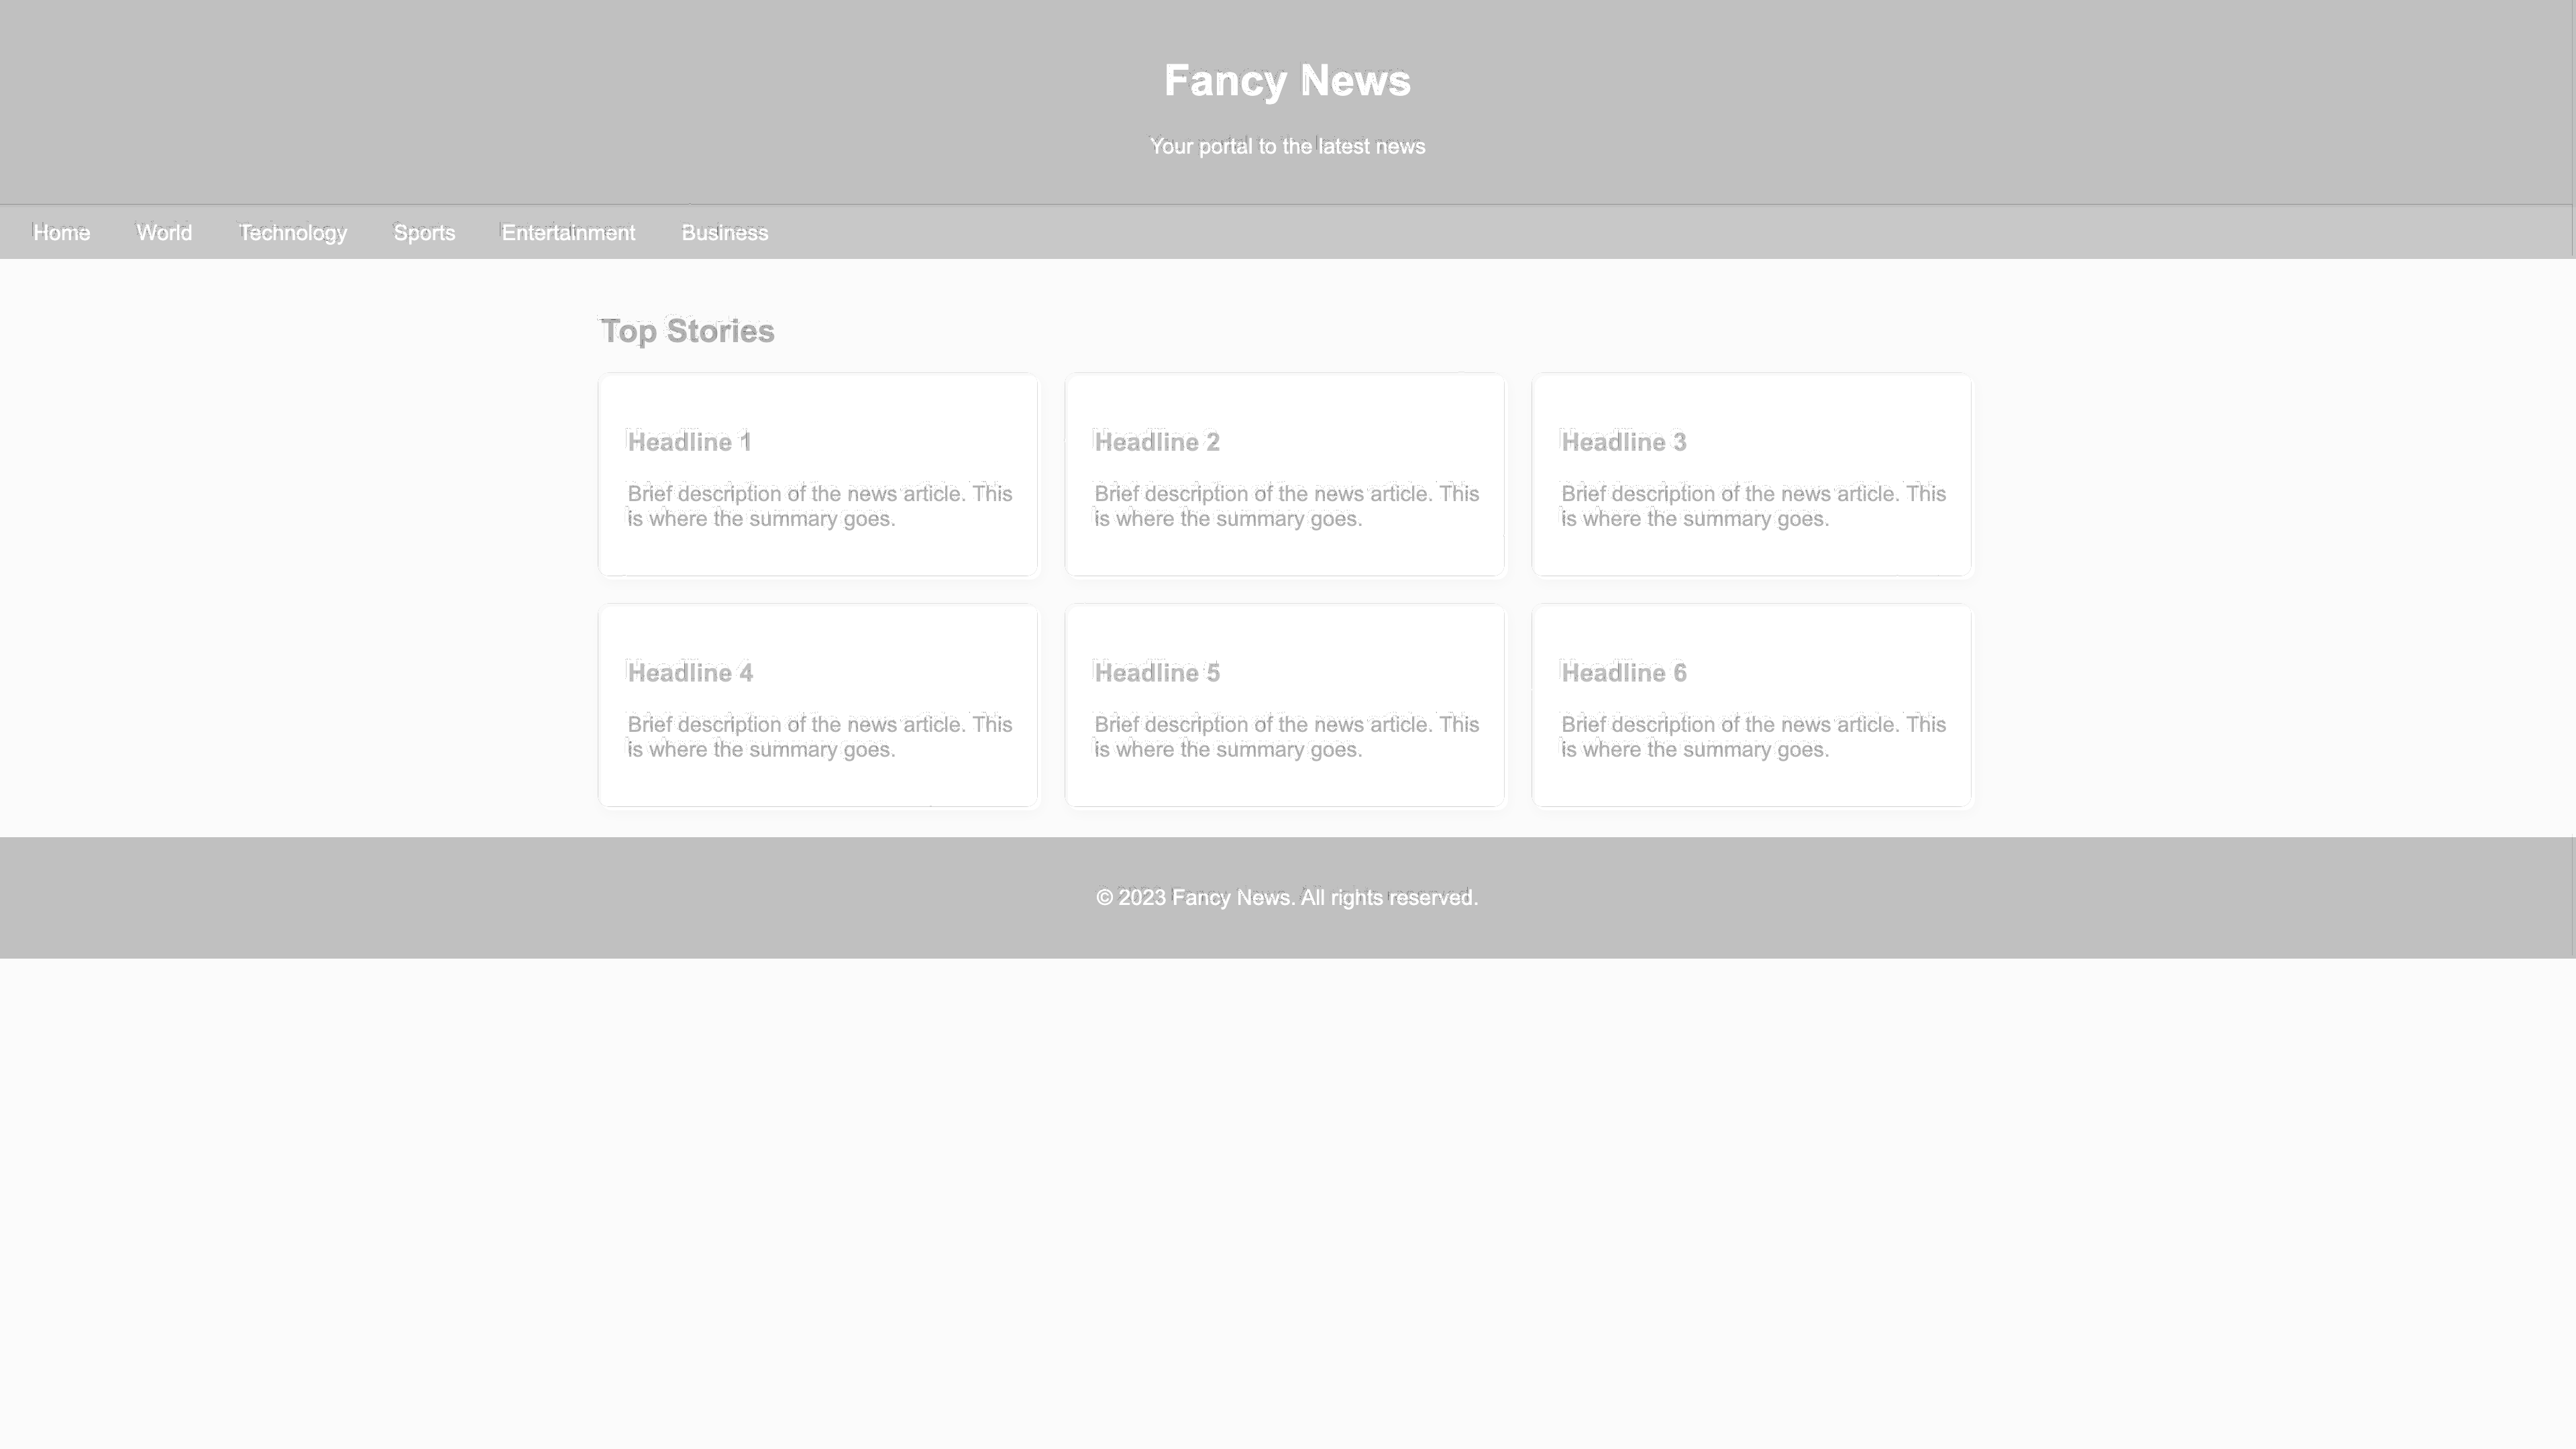 Fancy News
Your portal to the latest news
Home World Technology Sports Entertainment Business
Top Stories
Headline 1
Brief description of the news article. This
is where the summary goes.
Headline 2
Brief description of the news article. This
is where the summary goes.
Headline 3
Brief description of the news article. This
is where the summary goes.
Headline 4
Brief description of the news article. This
is where the summary goes.
Headline 5
Brief description of the news article. This
is where the summary goes.
Headline 6
Brief description of the news article. This
is where the summary goes.
© 2023 Fancy News. All rights reserved.